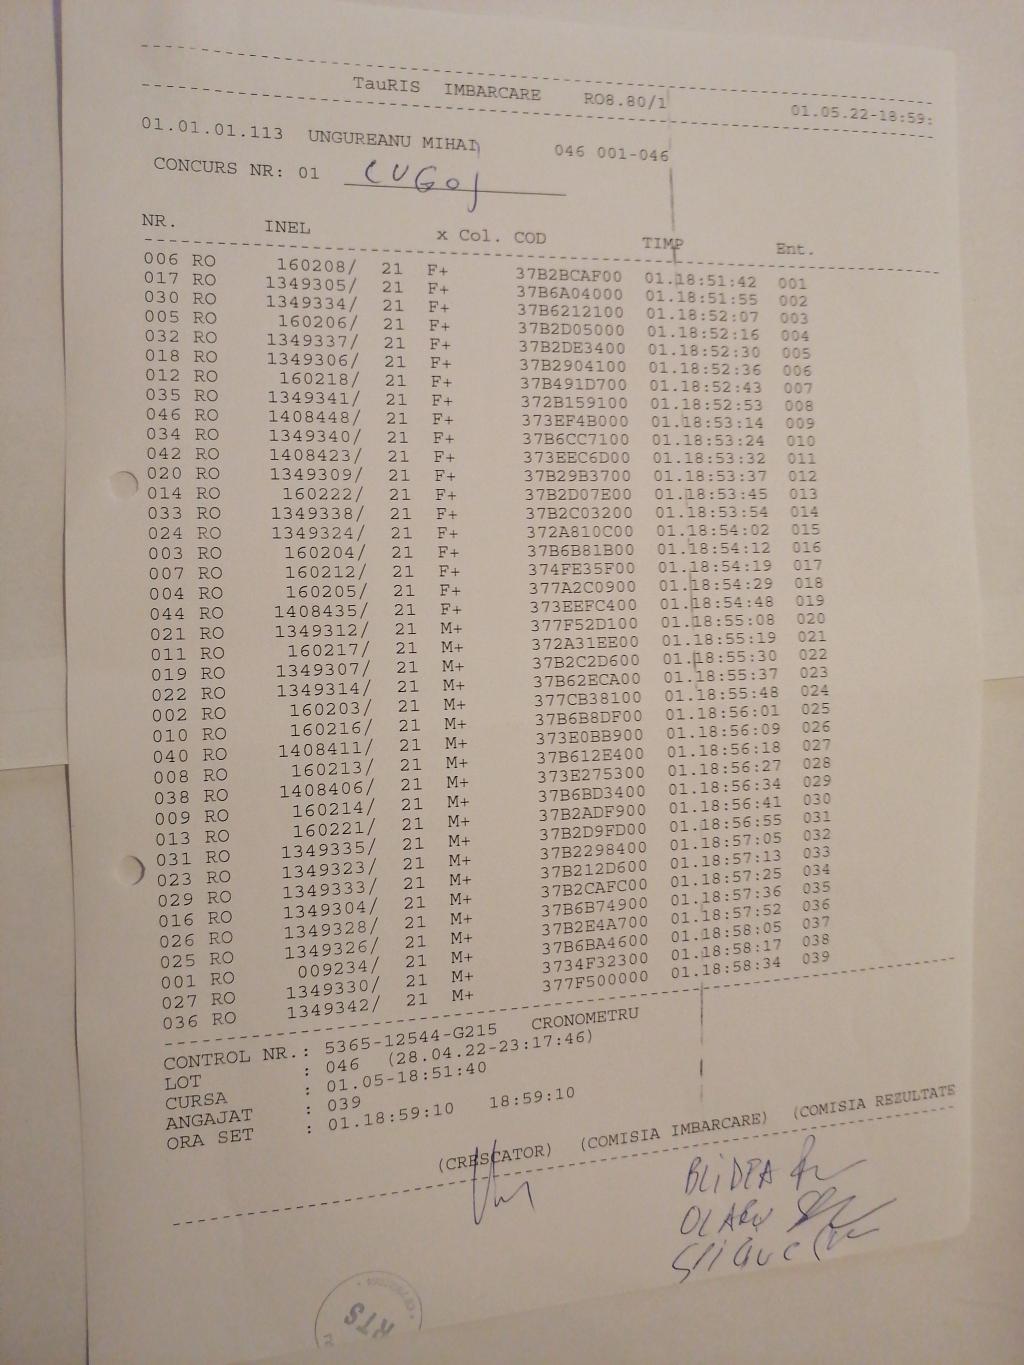 TauRIS IMBARCARE RO8.80/1 01.05.22-18:59:
01.01.01.113 UNGUREANU MIHAI 046 001-046
CONCURS NR: 01 CUGOJ
NR. INEL x Col. COD TIMP Ent.
006 RO 160208/ 21 F+ 37B2BCAF00 01.18:51:42 001
017 RO 1349305/ 21 F+ 37B6A04000 01.18:51:55 002
030 RO 1349334/ 21 F+ 37B6212100 01.18:52:07 003
005 RO 160206/ 21 F+ 37B2D05000 01.18:52:16 004
032 RO 1349337/ 21 F+ 37B2DE3400 01.18:52:30 005
018 RO 1349306/ 21 F+ 37B2904100 01.18:52:36 006
012 RO 160218/ 21 F+ 37B491D700 01.18:52:43 007
035 RO 1349341/ 21 F+ 372B159100 01.18:52:53 008
046 RO 1408448/ 21 F+ 373EF4B000 01.18:53:14 009
034 RO 1349340/ 21 F+ 37B6CC7100 01.18:53:24 010
042 RO 1408423/ 21 F+ 373EEC6D00 01.18:53:32 011
020 RO 1349309/ 21 F+ 37B29B3700 01.18:53:37 012
014 RO 160222/ 21 F+ 37B2D07E00 01.18:53:45 013
033 RO 1349338/ 21 F+ 37B2C03200 01.18:53:54 014
024 RO 1349324/ 21 F+ 372A810C00 01.18:54:02 015
003 RO 160204/ 21 F+ 37B6B81B00 01.18:54:12 016
007 RO 160212/ 21 F+ 374FE35F00 01.18:54:19 017
004 RO 160205/ 21 F+ 377A2C0900 01.18:54:29 018
044 RO 1408435/ 21 F+ 373EEFC400 01.18:54:48 019
021 RO 1349312/ 21 M+ 377F52D100 01.18:55:08 020
011 RO 160217/ 21 M+ 372A31EE00 01.18:55:19 021
019 RO 1349307/ 21 M+ 37B2C2D600 01.18:55:30 022
022 RO 1349314/ 21 M+ 37B62ECA00 01.18:55:37 023
002 RO 160203/ 21 M+ 377CB38100 01.18:55:48 024
010 RO 160216/ 21 M+ 37B6B8DF00 01.18:56:01 025
040 RO 1408411/ 21 M+ 373E0BB900 01.18:56:09 026
008 RO 160213/ 21 M+ 37B612E400 01.18:56:18 027
038 RO 1408406/ 21 M+ 373E275300 01.18:56:27 028
009 RO 160214/ 21 M+ 37B6BD3400 01.18:56:34 029
013 RO 160221/ 21 M+ 37B2ADF900 01.18:56:41 030
031 RO 1349335/ 21 M+ 37B2D9FD00 01.18:56:55 031
023 RO 1349323/ 21 M+ 37B2298400 01.18:57:05 032
029 RO 1349333/ 21 M+ 37B212D600 01.18:57:13 033
016 RO 1349304/ 21 M+ 37B2CAFC00 01.18:57:25 034
026 RO 1349328/ 21 M+ 37B6B74900 01.18:57:36 035
025 RO 1349326/ 21 M+ 37B2E4A700 01.18:57:52 036
001 RO 009234/ 21 M+ 37B6BA4600 01.18:58:05 037
027 RO 1349330/ 21 M+ 3734F32300 01.18:58:17 038
036 RO 1349342/ 21 M+ 377F500000 01.18:58:34 039
CONTROL NR.: 5365-12544-G215 CRONOMETRU
LOT : 046 (28.04.22-23:17:46)
CURSA : 01.05-18:51:40
ANGAJAT : 039
ORA SET : 01.18:59:10 18:59:10
(CRESCATOR) (COMISIA IMBARCARE) (COMISIA REZULTATE
BLIDEA
OLARU
RTS